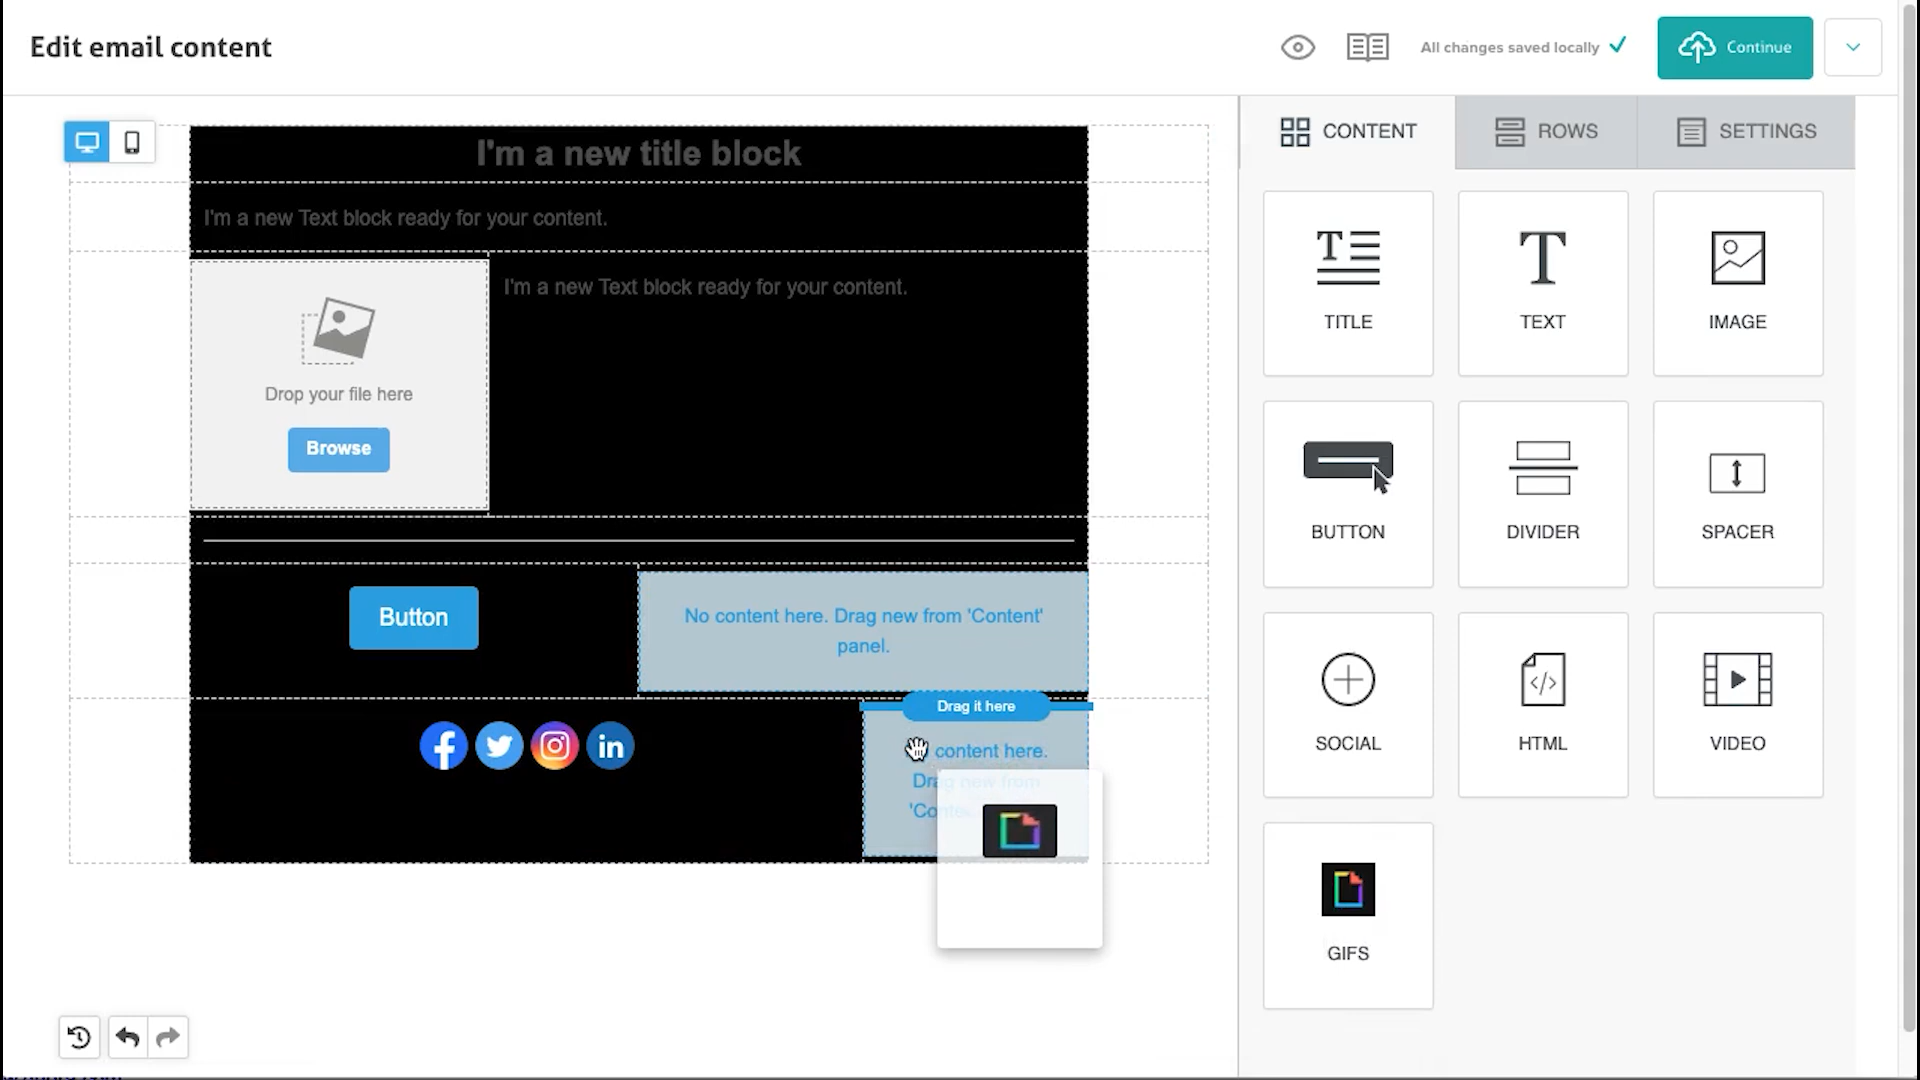 Edit email content
All changes saved locally
Continue
CONTENT
ROWS
SETTINGS
I'm a new title block
I'm a new Text block ready for your content.
I'm a new Text block ready for your content.
Drop your file here
Browse
Button
No content here. Drag new from 'Content'
panel.
Drag it here
content here.
Drag new from
TITLE
TEXT
IMAGE
BUTTON
DIVIDER
SPACER
SOCIAL
HTML
VIDEO
GIFS